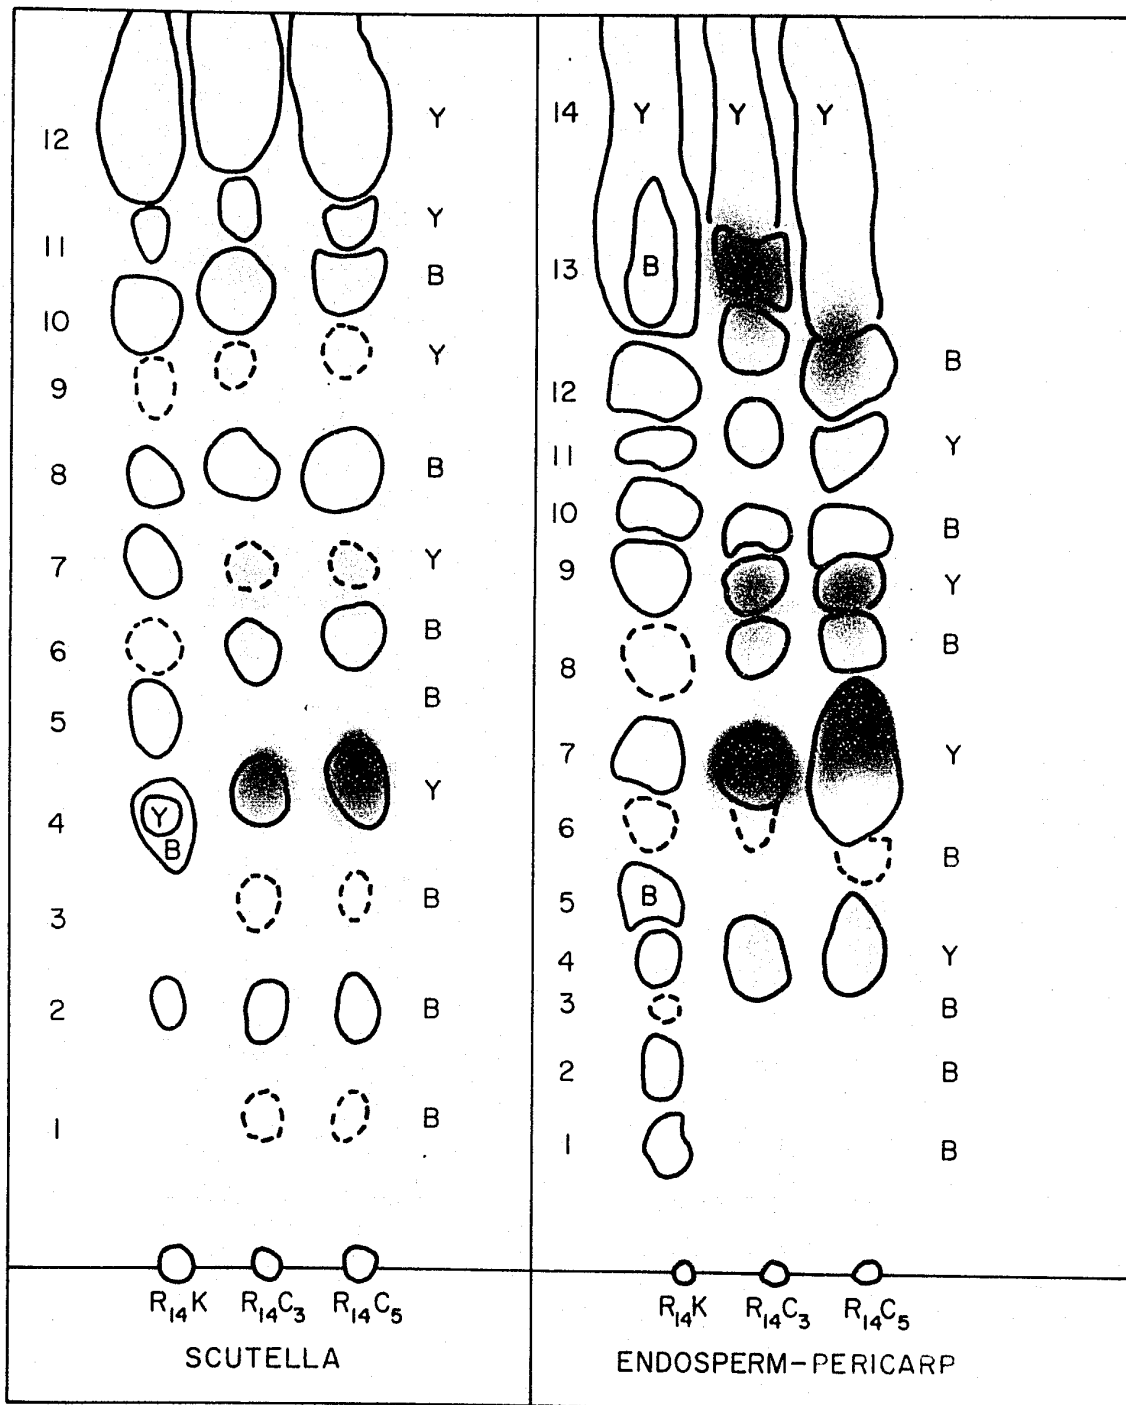 12 Y
11 Y
B
10
9 Y
8 B
7 Y
6 B
5 B
4 Y B Y
3 B
2 B
1 B
R14K R14C3 R14C5
SCUTELLA
14 Y Y Y
13 B
12 B
11 Y
10 B
9 Y
8 B
7 Y
6 B
5 B
4 Y
3 B
2 B
1 B
R14K R14C3 R14C5
ENDOSPERM-PERICARP